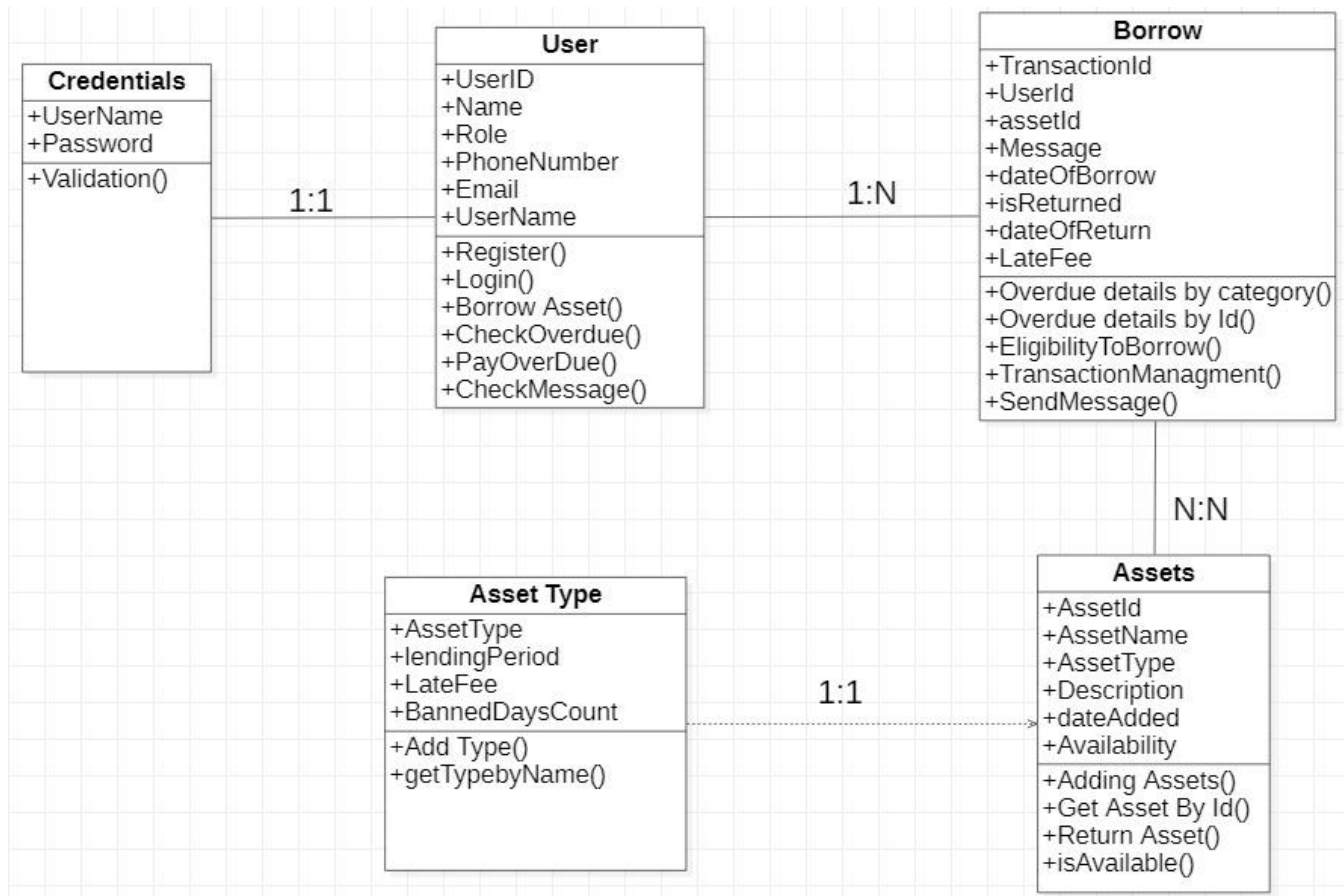 Credentials
+UserName
+Password
+Validation()
1:1
User
+UserID
+Name
+Role
+PhoneNumber
+Email
+UserName
+Register()
+Login()
+Borrow Asset()
+CheckOverdue()
+PayOverDue()
+CheckMessage()
1:N
Borrow
+TransactionId
+UserId
+assetId
+Message
+dateOfBorrow
+isReturned
+dateOfReturn
+LateFee
+Overdue details by category()
+Overdue details by Id()
+EligibilityToBorrow()
+TransactionManagment()
+SendMessage()
N:N
Asset Type
+AssetType
+lendingPeriod
+LateFee
+BannedDaysCount
+Add Type()
+getTypebyName()
1:1
Assets
+AssetId
+AssetName
+AssetType
+Description
+dateAdded
+Availability
+Adding Assets()
+Get Asset By Id()
+Return Asset()
+isAvailable()